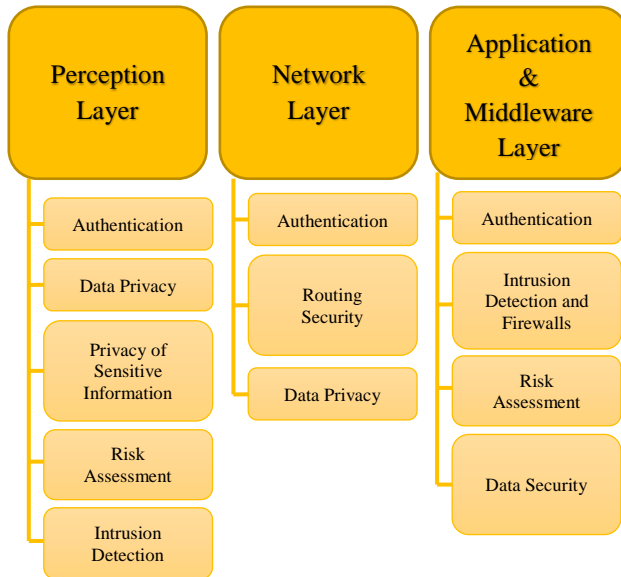 Perception
Layer
Authentication
Data Privacy
Privacy of
Sensitive
Information
Risk
Assessment
Intrusion
Detection
Network
Layer
Authentication
Routing
Security
Data Privacy
Application
&
Middleware
Layer
Authentication
Intrusion
Detection and
Firewalls
Risk
Assessment
Data Security